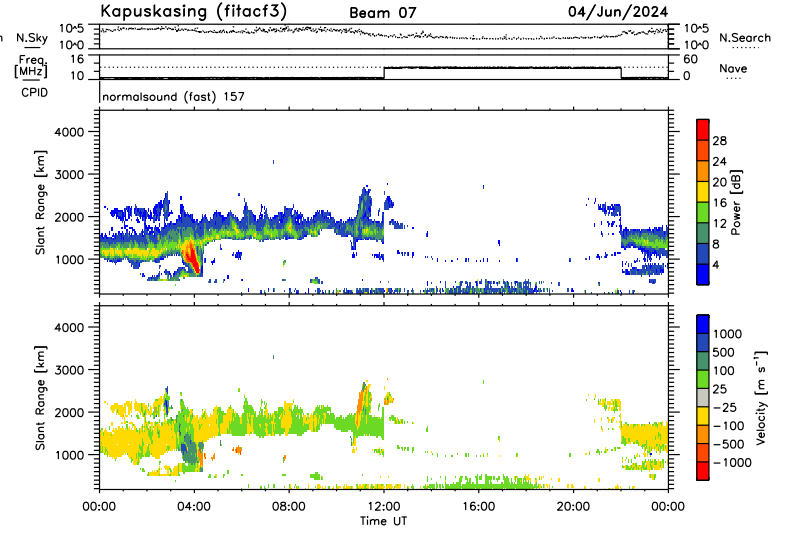 Kapuskasing (fitacf3) Beam 07 04/Jun/2024
N.Sky 10^5 10^0 10^5 10^0 N.Search
Freq. [MHz] 16 10 60 0 Nave
CPID normalsound (fast) 157
4000
3000
2000
1000
Slant Range [km]
28
24
20
16
12
8
4
Power [dB]
4000
3000
2000
1000
Slant Range [km]
1000
500
100
25
−25
−100
−500
−1000
Velocity [m s⁻¹]
00:00 04:00 08:00 12:00 16:00 20:00 00:00
Time UT